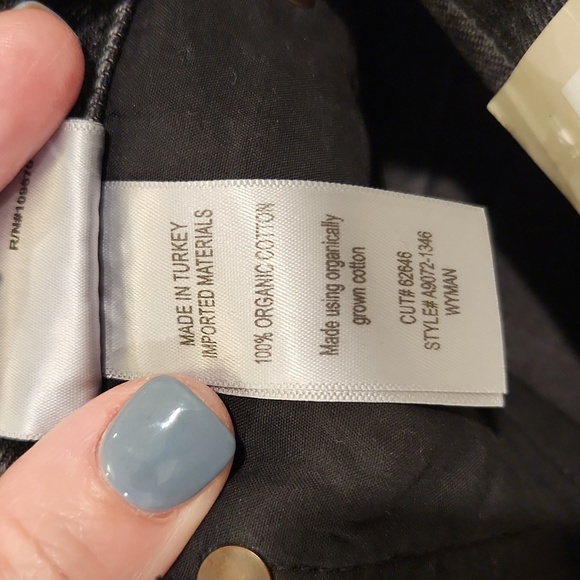 MADE IN TURKEY
IMPORTED MATERIALS
100% ORGANIC COTTON
Made using organically
grown cotton
CUT# 62646
STYLE# A9072-1346
WYMAN